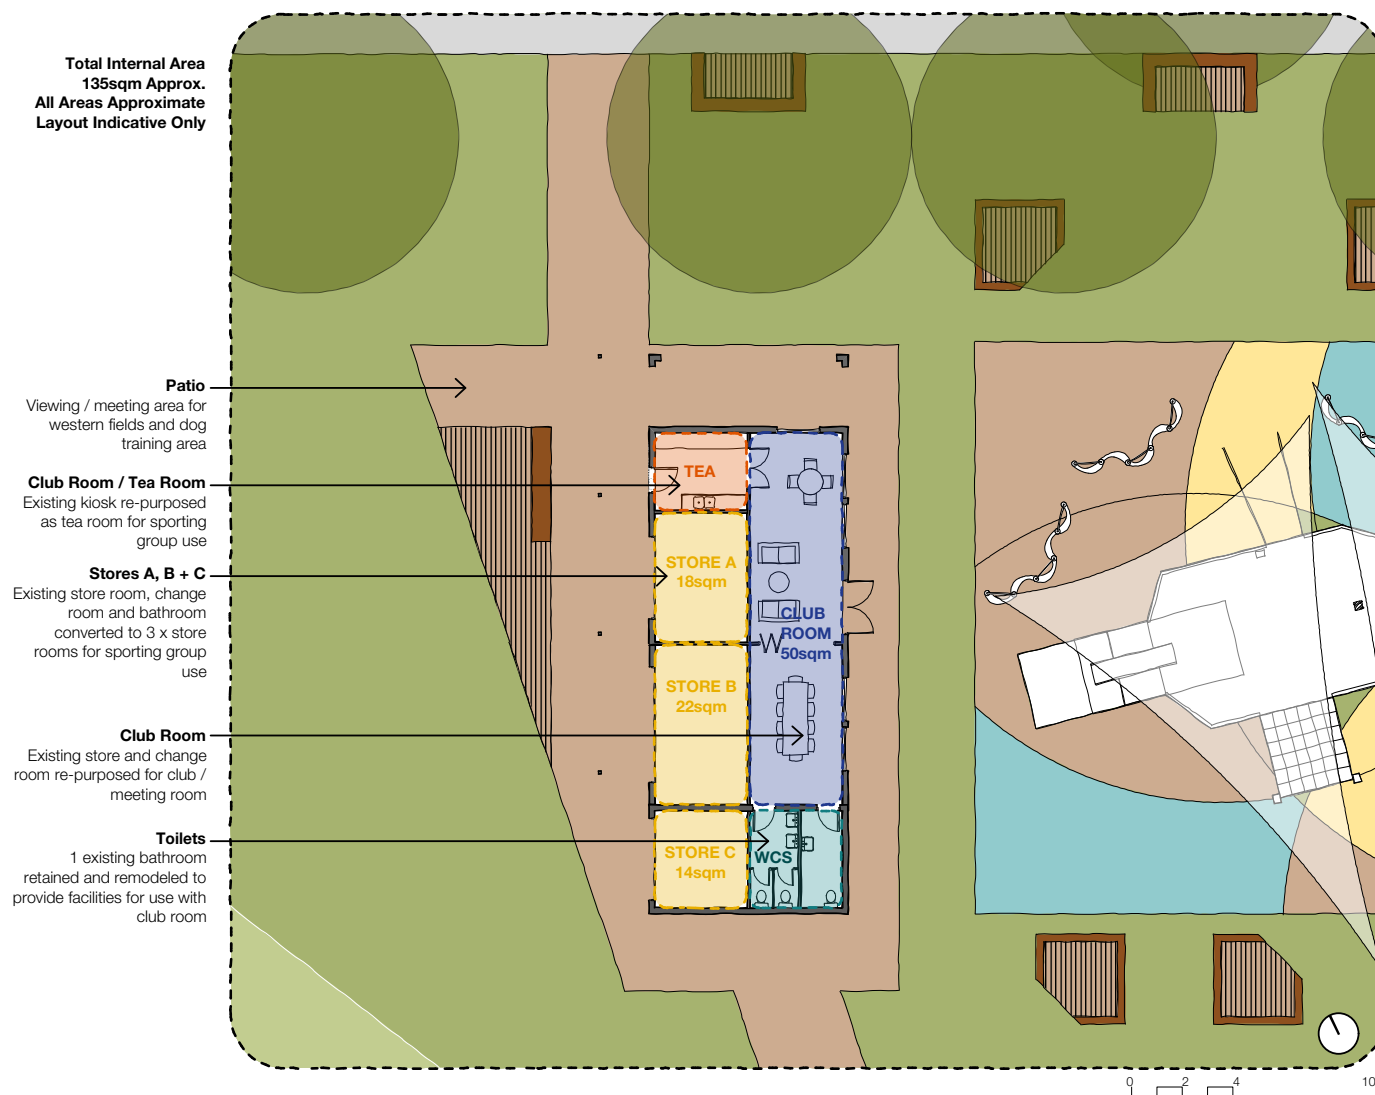 Total Internal Area
135sqm Approx.
All Areas Approximate
Layout Indicative Only
Patio
Viewing / meeting area for
western fields and dog
training area
Club Room / Tea Room
Existing kiosk re-purposed
as tea room for sporting
group use
Stores A, B + C
Existing store room, change
room and bathroom
converted to 3 x store
rooms for sporting group
use
Club Room
Existing store and change
room re-purposed for club /
meeting room
Toilets
1 existing bathroom
retained and remodeled to
provide facilities for use with
club room
TEA
STORE A
18sqm
CLUB
ROOM
50sqm
STORE B
22sqm
STORE C
14sqm
WCS
0 2 4 10